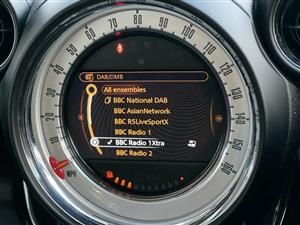 DAB/DMB
All ensembles
BBC National DAB
BBC AsianNetwork
BBC R5LiveSportX
BBC Radio 1
BBC Radio 1Xtra
BBC Radio 2
MPH
10
20
30
40
50
60
70
80
90
100
110
120
130
140
150